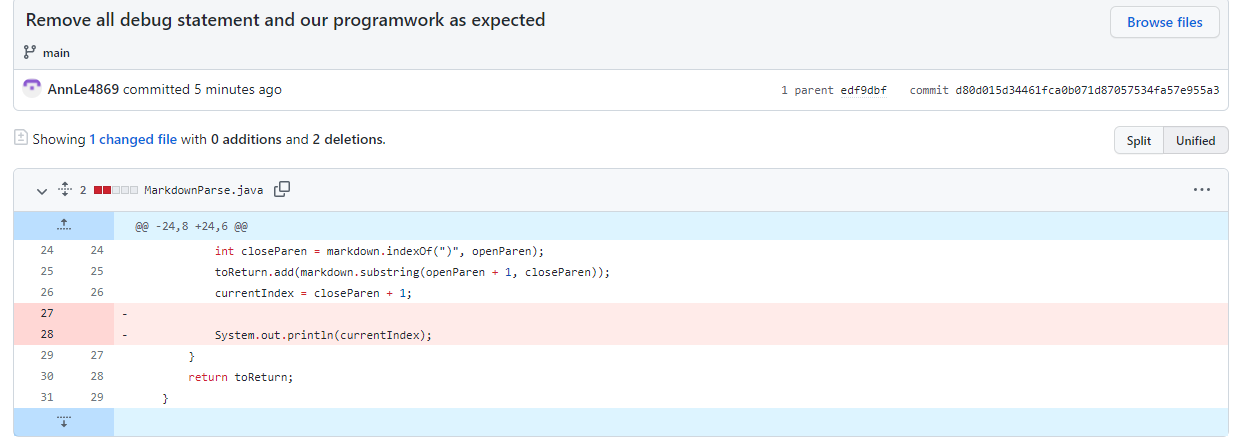 Remove all debug statement and our programwork as expected
Browse files
main
AnnLe4869 committed 5 minutes ago
1 parent edf9dbf commit d80d015d34461fca0b071d87057534fa57e955a3
Showing 1 changed file with 0 additions and 2 deletions.
Split Unified
2 MarkdownParse.java
@@ -24,8 +24,6 @@
24 24 int closeParen = markdown.indexOf(")", openParen);
25 25 toReturn.add(markdown.substring(openParen + 1, closeParen));
26 26 currentIndex = closeParen + 1;
27 -
28 - System.out.println(currentIndex);
29 27 }
30 28 return toReturn;
31 29 }